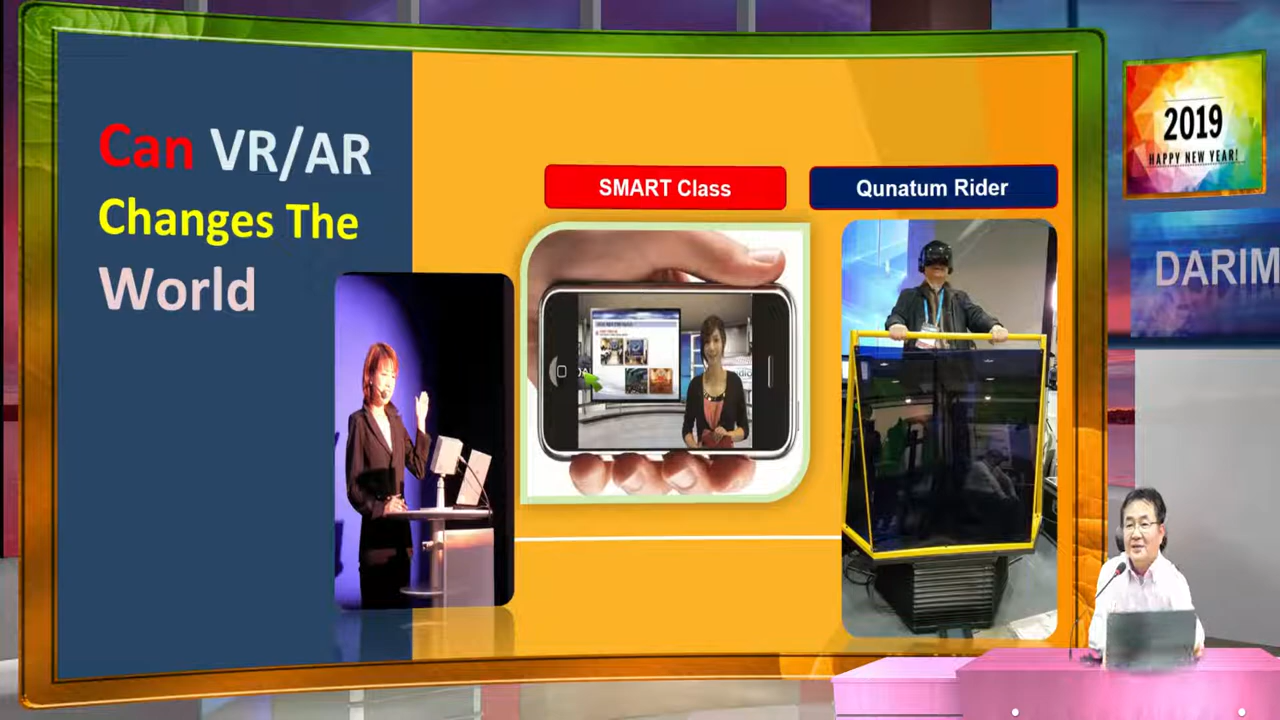 Can VR/AR
Changes The
World
SMART Class
Qunatum Rider
2019
HAPPY NEW YEAR!
DARIM